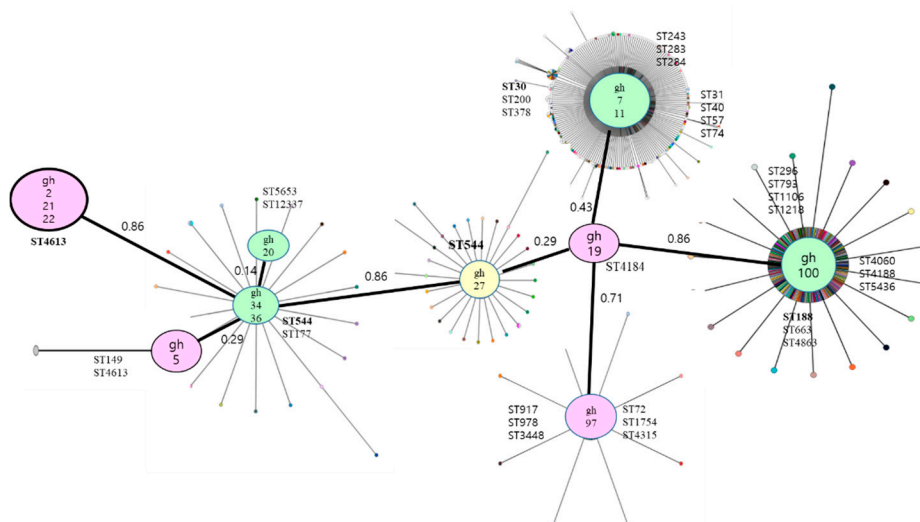 ST243
ST283
ST284
gh
7
11
ST30
ST200
ST378
ST31
ST40
ST57
ST74
gh
2
21
22
ST4613
0.86
ST5653
ST12337
gh
20
0.14
gh
34
36
ST544
ST177
0.29
gh
5
ST149
ST4613
0.86
ST544
gh
27
0.29
0.43
gh
19
ST4184
0.86
0.71
ST296
ST793
ST1106
ST1218
gh
100
ST4060
ST4188
ST5436
ST188
ST663
ST4863
ST917
ST978
ST3448
gh
97
ST72
ST1754
ST4315